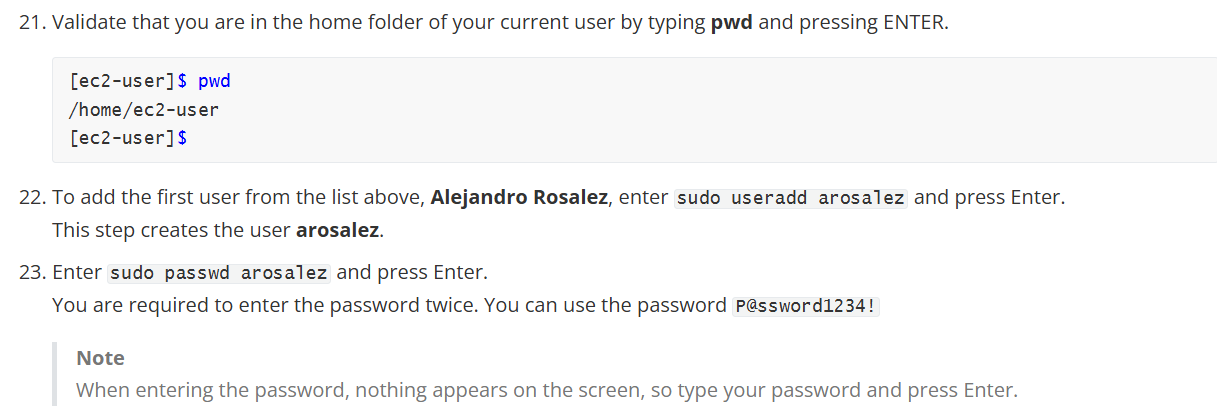 21. Validate that you are in the home folder of your current user by typing pwd and pressing ENTER.
[ec2-user]$ pwd
/home/ec2-user
[ec2-user]$
22. To add the first user from the list above, Alejandro Rosalez, enter sudo useradd arosalez and press Enter.
This step creates the user arosalez.
23. Enter sudo passwd arosalez and press Enter.
You are required to enter the password twice. You can use the password P@ssword1234!
Note
When entering the password, nothing appears on the screen, so type your password and press Enter.